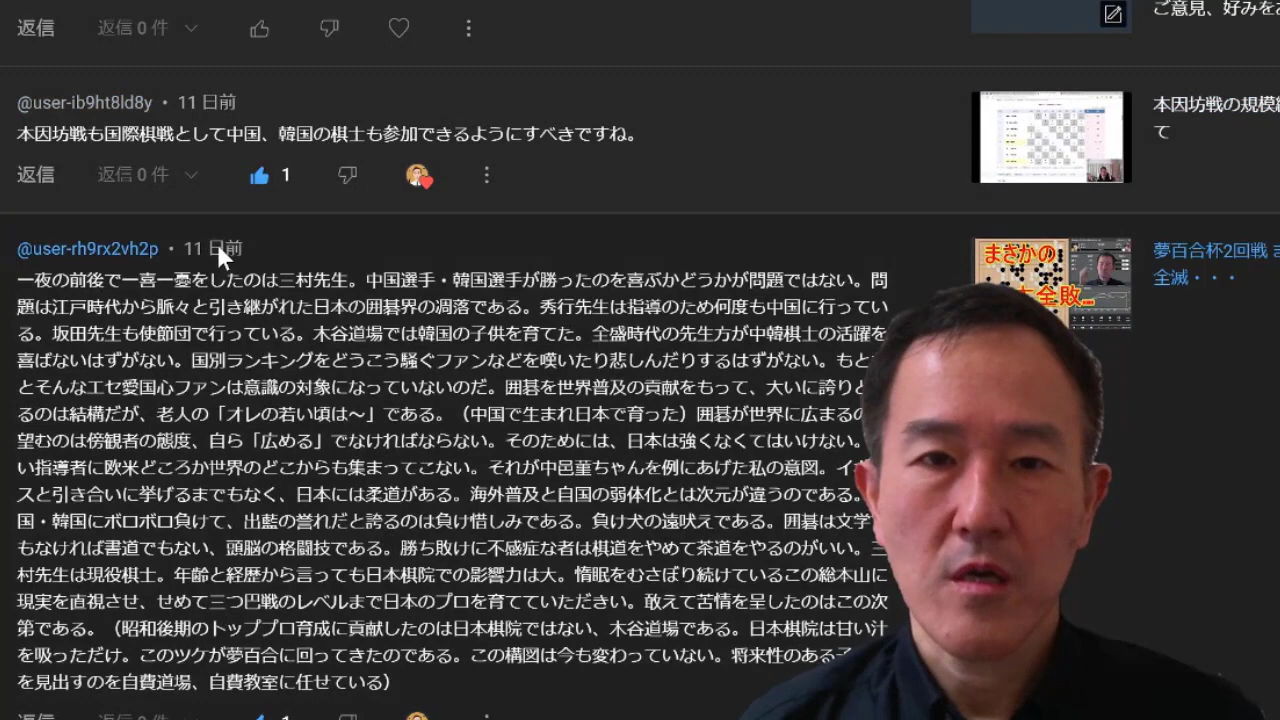 返信 返信 0 件
ご意見、好みを
@user-ib9ht8ld8y • 11 日前
本因坊戦も国際棋戦として中国、韓国の棋士も参加できるようにすべきですね。
返信 返信 0 件 1
本因坊戦の規模
て
@user-rh9rx2vh2p • 11 日前
一夜の前後で一喜一憂をしたのは三村先生。中国選手・韓国選手が勝ったのを喜ぶかどうかが問題ではない。問
題は江戸時代から脈々と引き継がれた日本の囲碁界の凋落である。秀行先生は指導のため何度も中国に行ってい
る。坂田先生も使節団で行っている。木谷道場では韓国の子供を育てた。全盛時代の先生方が中韓棋士の活躍を
喜ばないはずがない。国別ランキングをどうこう騒ぐファンなどを嘆いたり悲しんだりするはずがない。もと
とそんなエセ愛国心ファンは意識の対象になっていないのだ。囲碁を世界普及の貢献をもって、大いに誇り
るのは結構だが、老人の「オレの若い頃は～」である。（中国で生まれ日本で育った）囲碁が世界に広まるの
望むのは傍観者の態度、自ら「広める」でなければならない。そのためには、日本は強くなくてはいけない。
い指導者に欧米どころか世界のどこからも集まってこない。それが中邑菫ちゃんを例にあげた私の意図。イ
スと引き合いに挙げるまでもなく、日本には柔道がある。海外普及と自国の弱体化とは次元が違うのである。
国・韓国にボロボロ負けて、出藍の誉れだと誇るのは負け惜しみである。負け犬の遠吠えである。囲碁は文学
もなければ書道でもない、頭脳の格闘技である。勝ち敗けに不感症な者は棋道をやめて茶道をやるのがいい。三
村先生は現役棋士。年齢と経歴から言っても日本棋院での影響力は大。惰眠をむさぼり続けているこの総本山に
現実を直視させ、せめて三つ巴戦のレベルまで日本のプロを育てていただきい。敢えて苦情を呈したのはこの次
第である。（昭和後期のトッププロ育成に貢献したのは日本棋院ではない、木谷道場である。日本棋院は甘い汁
を吸っただけ。このツケが夢百合に回ってきたのである。この構図は今も変わっていない。将来性のある
を見出すのを自費道場、自費教室に任せている）
まさかの
全敗...
夢百合杯2回戦
全滅・・・
返信 返信 0 件 1